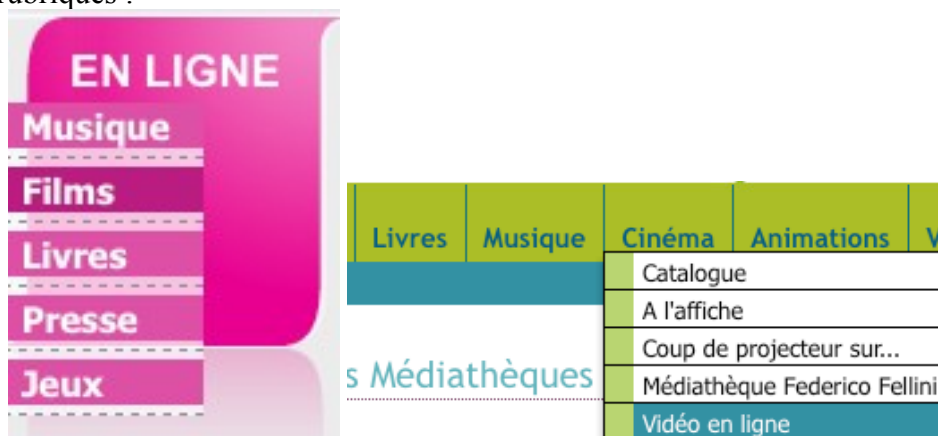 rubriques :
EN LIGNE
Musique
Films
Livres
Presse
Jeux
Livres Musique Cinéma Animations
Catalogue
A l'affiche
Coup de projecteur sur...
s Médiathèques
Médiathèque Federico Fellini
Vidéo en ligne